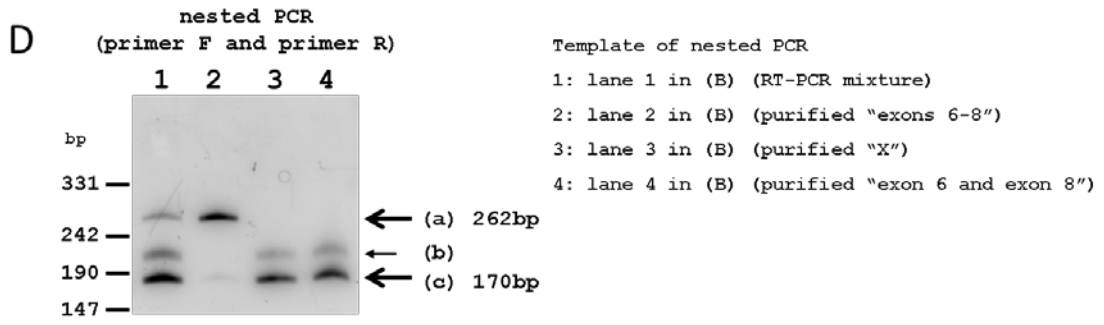 D
nested PCR
(primer F and primer R)
1 2 3 4
bp
331
242
190
147
(a) 262bp
(b)
(c) 170bp
Template of nested PCR
1: lane 1 in (B) (RT-PCR mixture)
2: lane 2 in (B) (purified “exons 6-8”)
3: lane 3 in (B) (purified “X”)
4: lane 4 in (B) (purified “exon 6 and exon 8”)